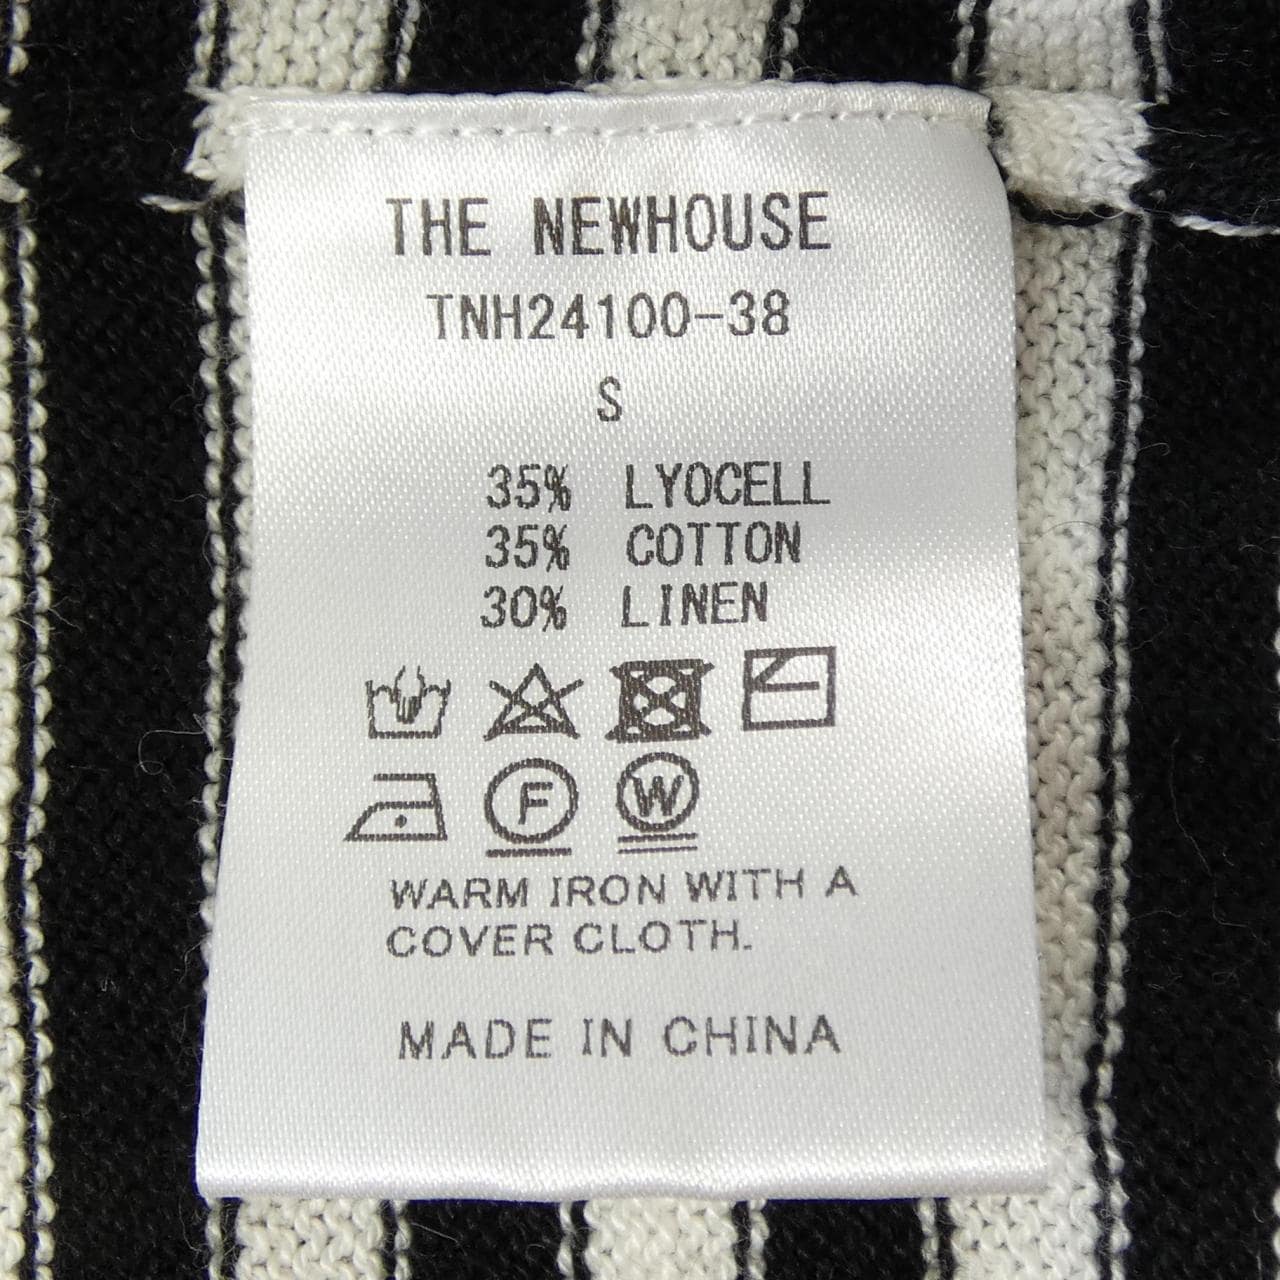 THE NEWHOUSE
TNH24100-38
S
35% LYOCELL
35% COTTON
30% LINEN
F W
WARM IRON WITH A
COVER CLOTH.
MADE IN CHINA